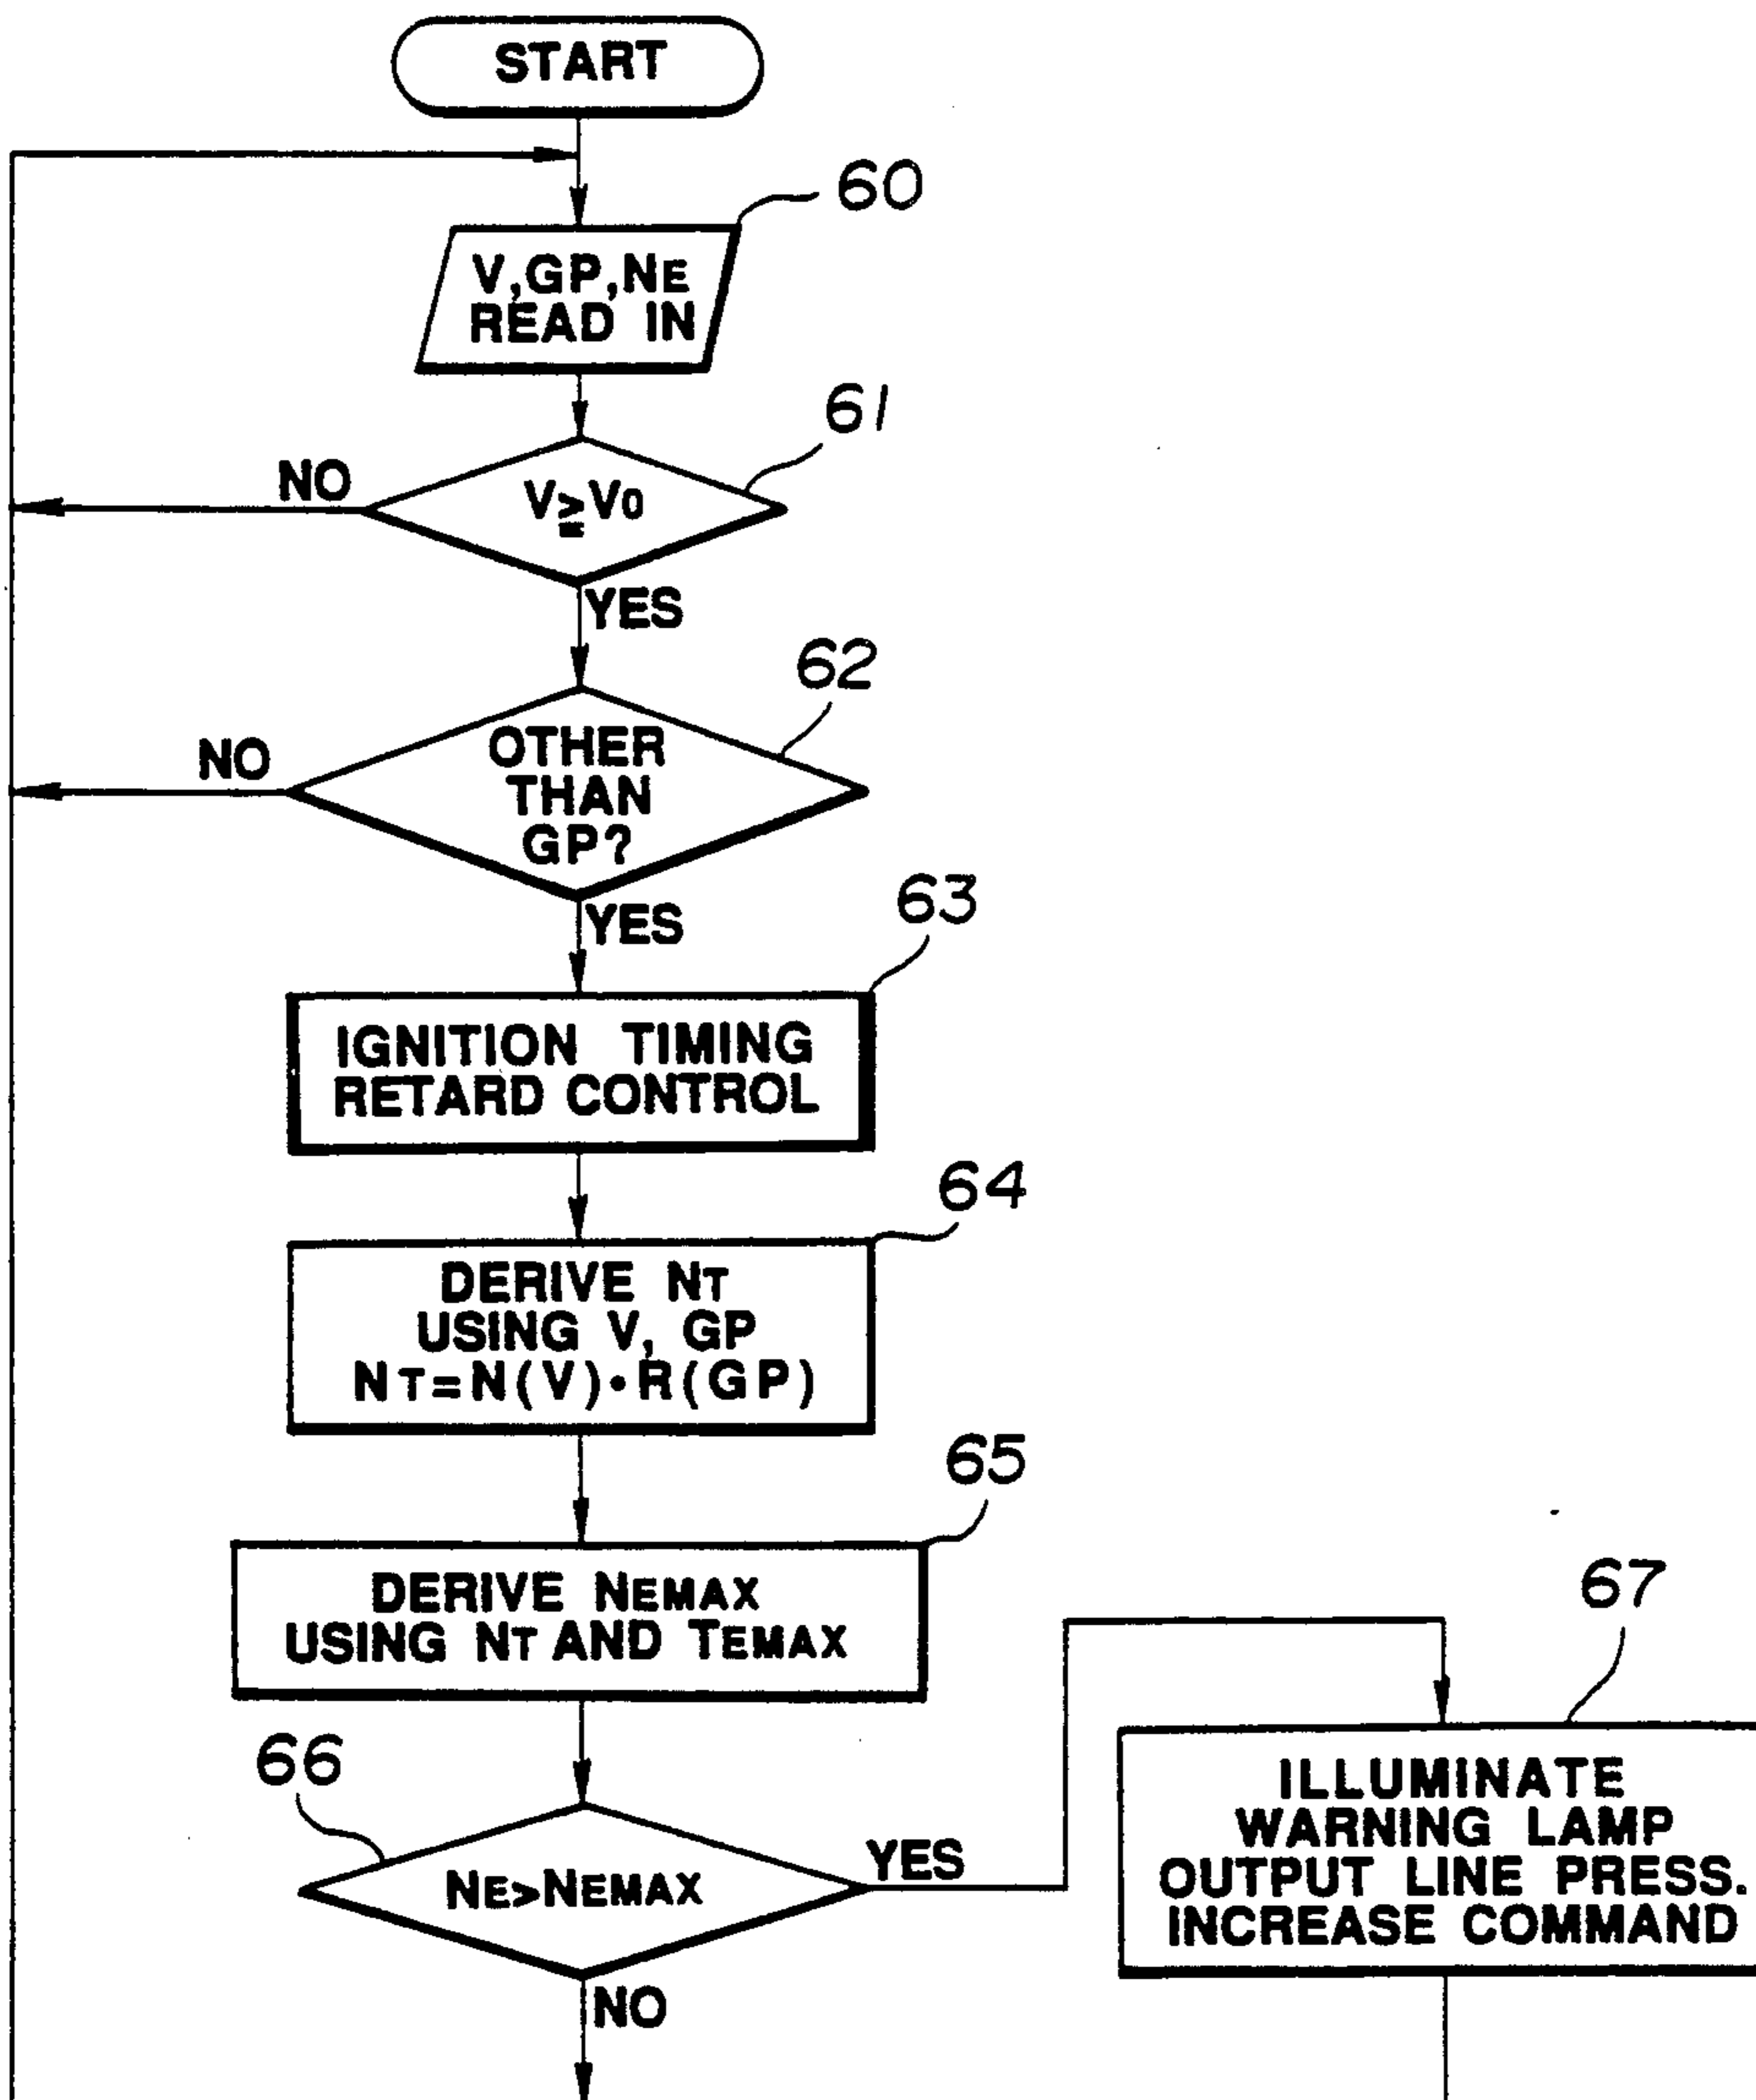 START
60
V,GP,NE
READ IN
61
NO
V≧V0
YES
62
NO
OTHER
THAN
GP?
YES
63
IGNITION TIMING
RETARD CONTROL
64
DERIVE NT
USING V, GP
NT=N(V)•R(GP)
65
DERIVE NEMAX
USING NT AND TEMAX
67
66
ILLUMINATE
WARNING LAMP
OUTPUT LINE PRESS.
INCREASE COMMAND
YES
NE>NEMAX
NO